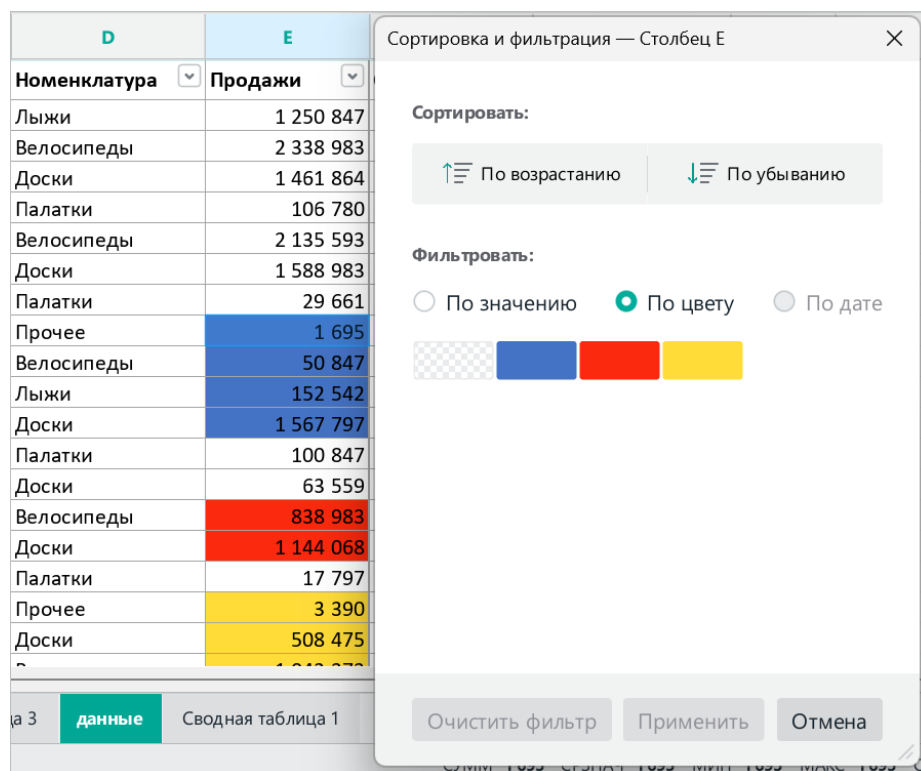 D E
Сортировка и фильтрация — Столбец E
Номенклатура Продажи
Лыжи 1 250 847
Велосипеды 2 338 983
Доски 1 461 864
Палатки 106 780
Велосипеды 2 135 593
Доски 1 588 983
Палатки 29 661
Прочее 1 695
Велосипеды 50 847
Лыжи 152 542
Доски 1 567 797
Палатки 100 847
Доски 63 559
Велосипеды 838 983
Доски 1 144 068
Палатки 17 797
Прочее 3 390
Доски 508 475
Сортировать:
По возрастанию По убыванию
Фильтровать:
По значению По цвету По дате
Очистить фильтр Применить Отмена
ца 3 данные Сводная таблица 1